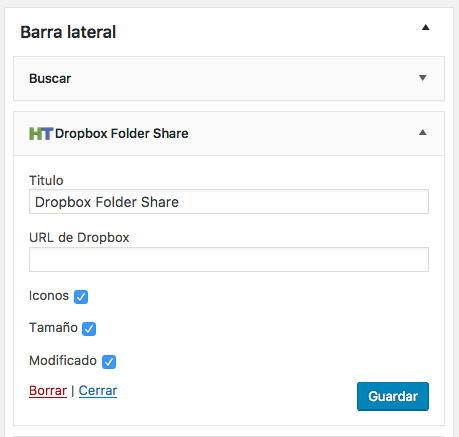 Barra lateral
Buscar
HT Dropbox Folder Share
Titulo
Dropbox Folder Share
URL de Dropbox
Iconos
Tamaño
Modificado
Borrar | Cerrar
Guardar